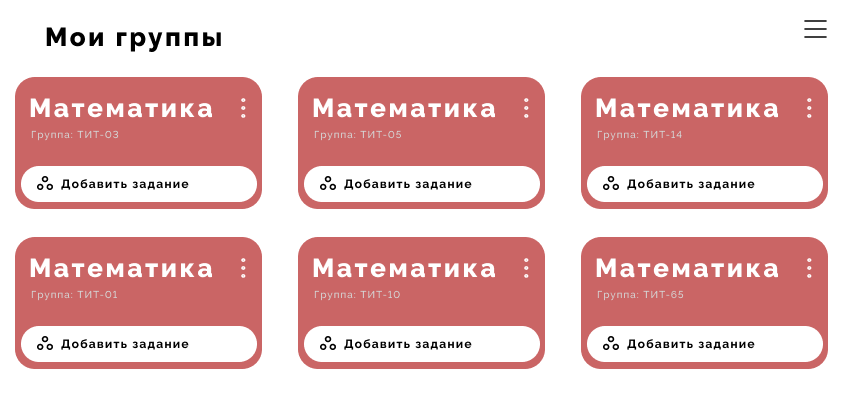 Мои группы
Математика
Группа: ТИТ-03
Добавить задание
Математика
Группа: ТИТ-05
Добавить задание
Математика
Группа: ТИТ-14
Добавить задание
Математика
Группа: ТИТ-01
Добавить задание
Математика
Группа: ТИТ-10
Добавить задание
Математика
Группа: ТИТ-65
Добавить задание